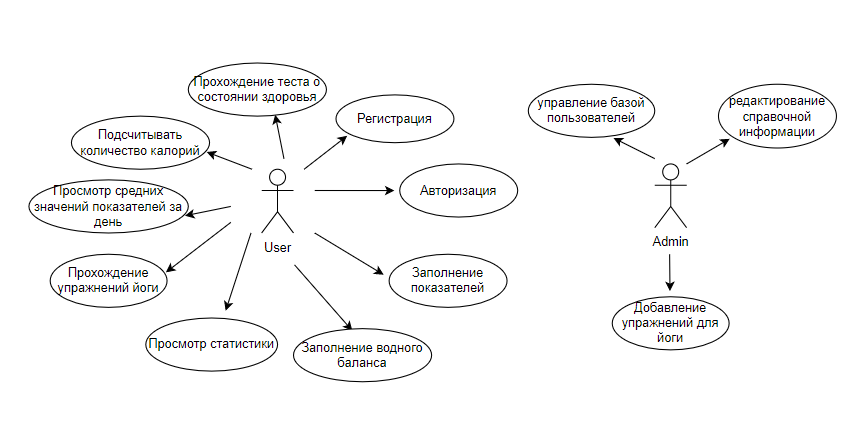 Прохождение теста о
состоянии здоровья
Регистрация
Подсчитывать
количество калорий
Авторизация
Просмотр средних
значений показателей за
день
User
Прохождение
упражнений йоги
Заполнение
показателей
Просмотр статистики
Заполнение водного
баланса
управление базой
пользователей
редактирование
справочной
информации
Admin
Добавление
упражнений для
йоги